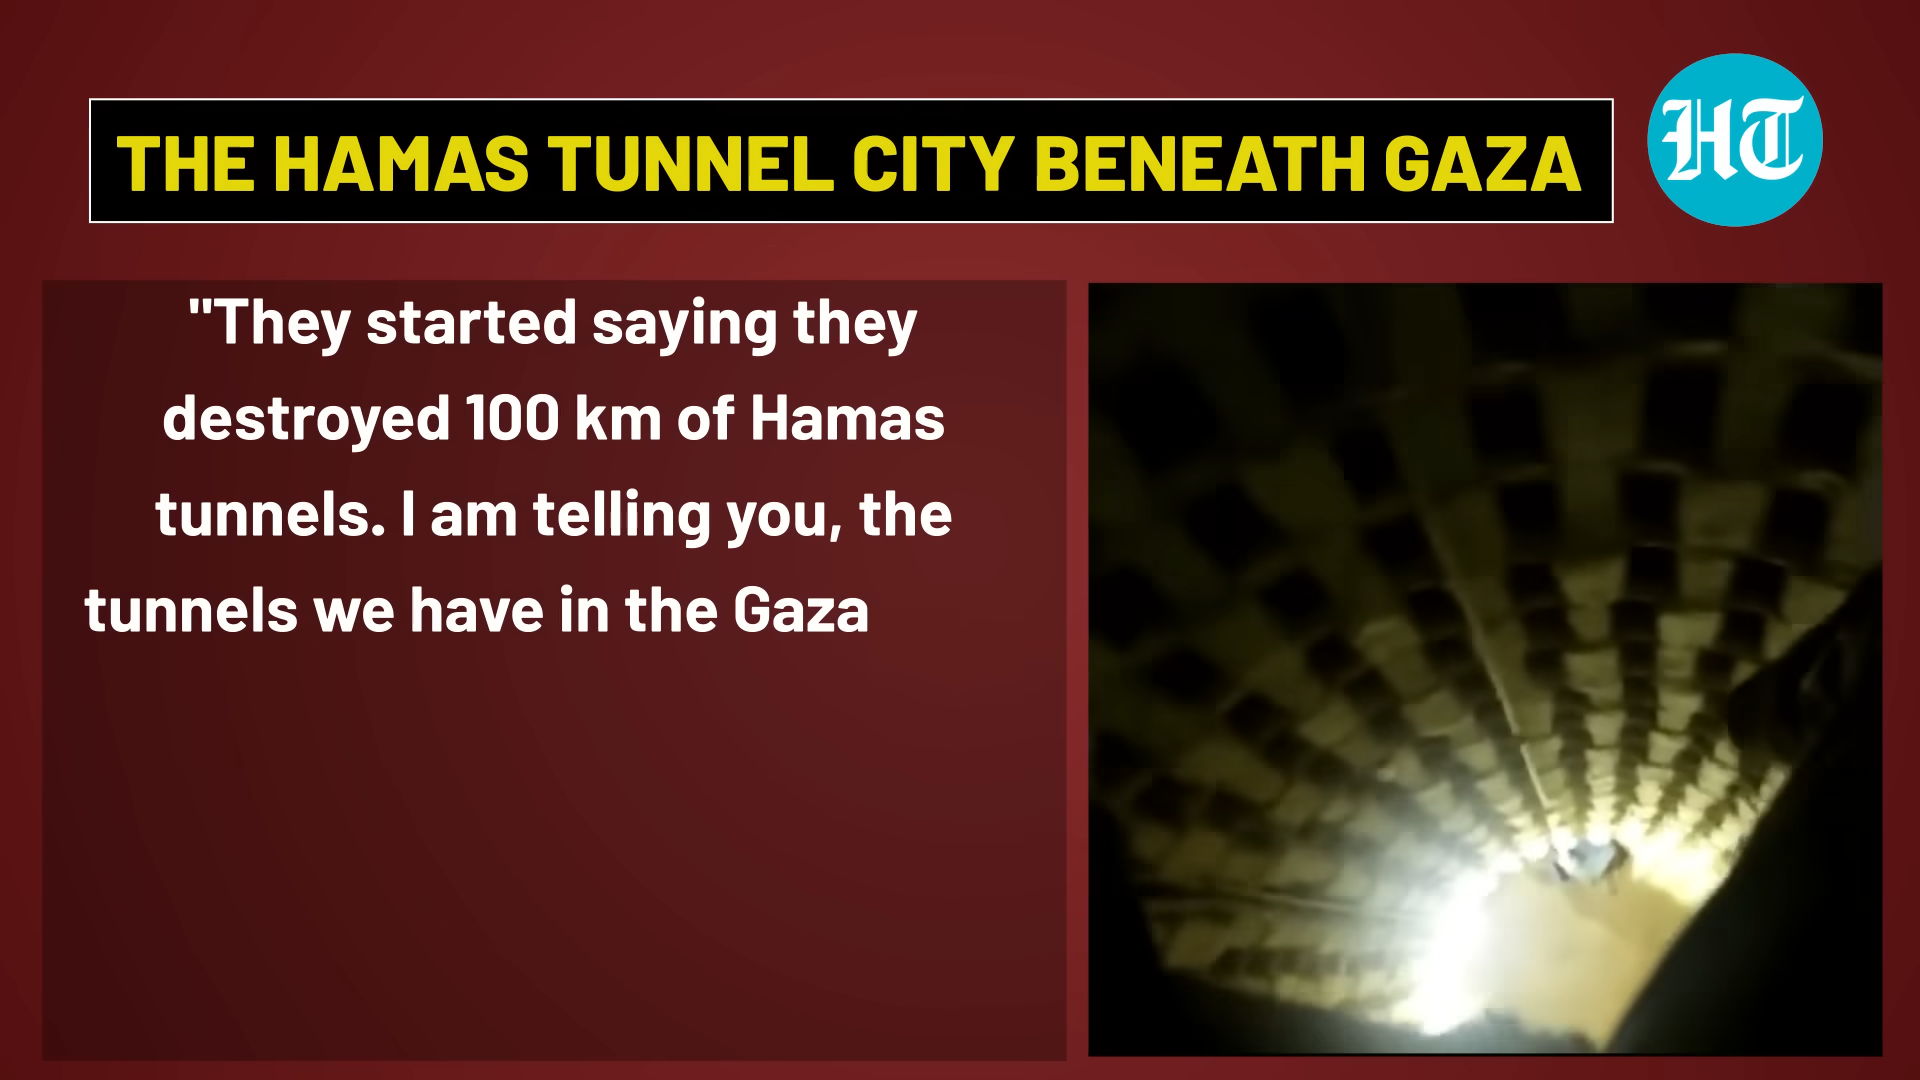 THE HAMAS TUNNEL CITY BENEATH GAZA
HT
"They started saying they
destroyed 100 km of Hamas
tunnels. I am telling you, the
tunnels we have in the Gaza